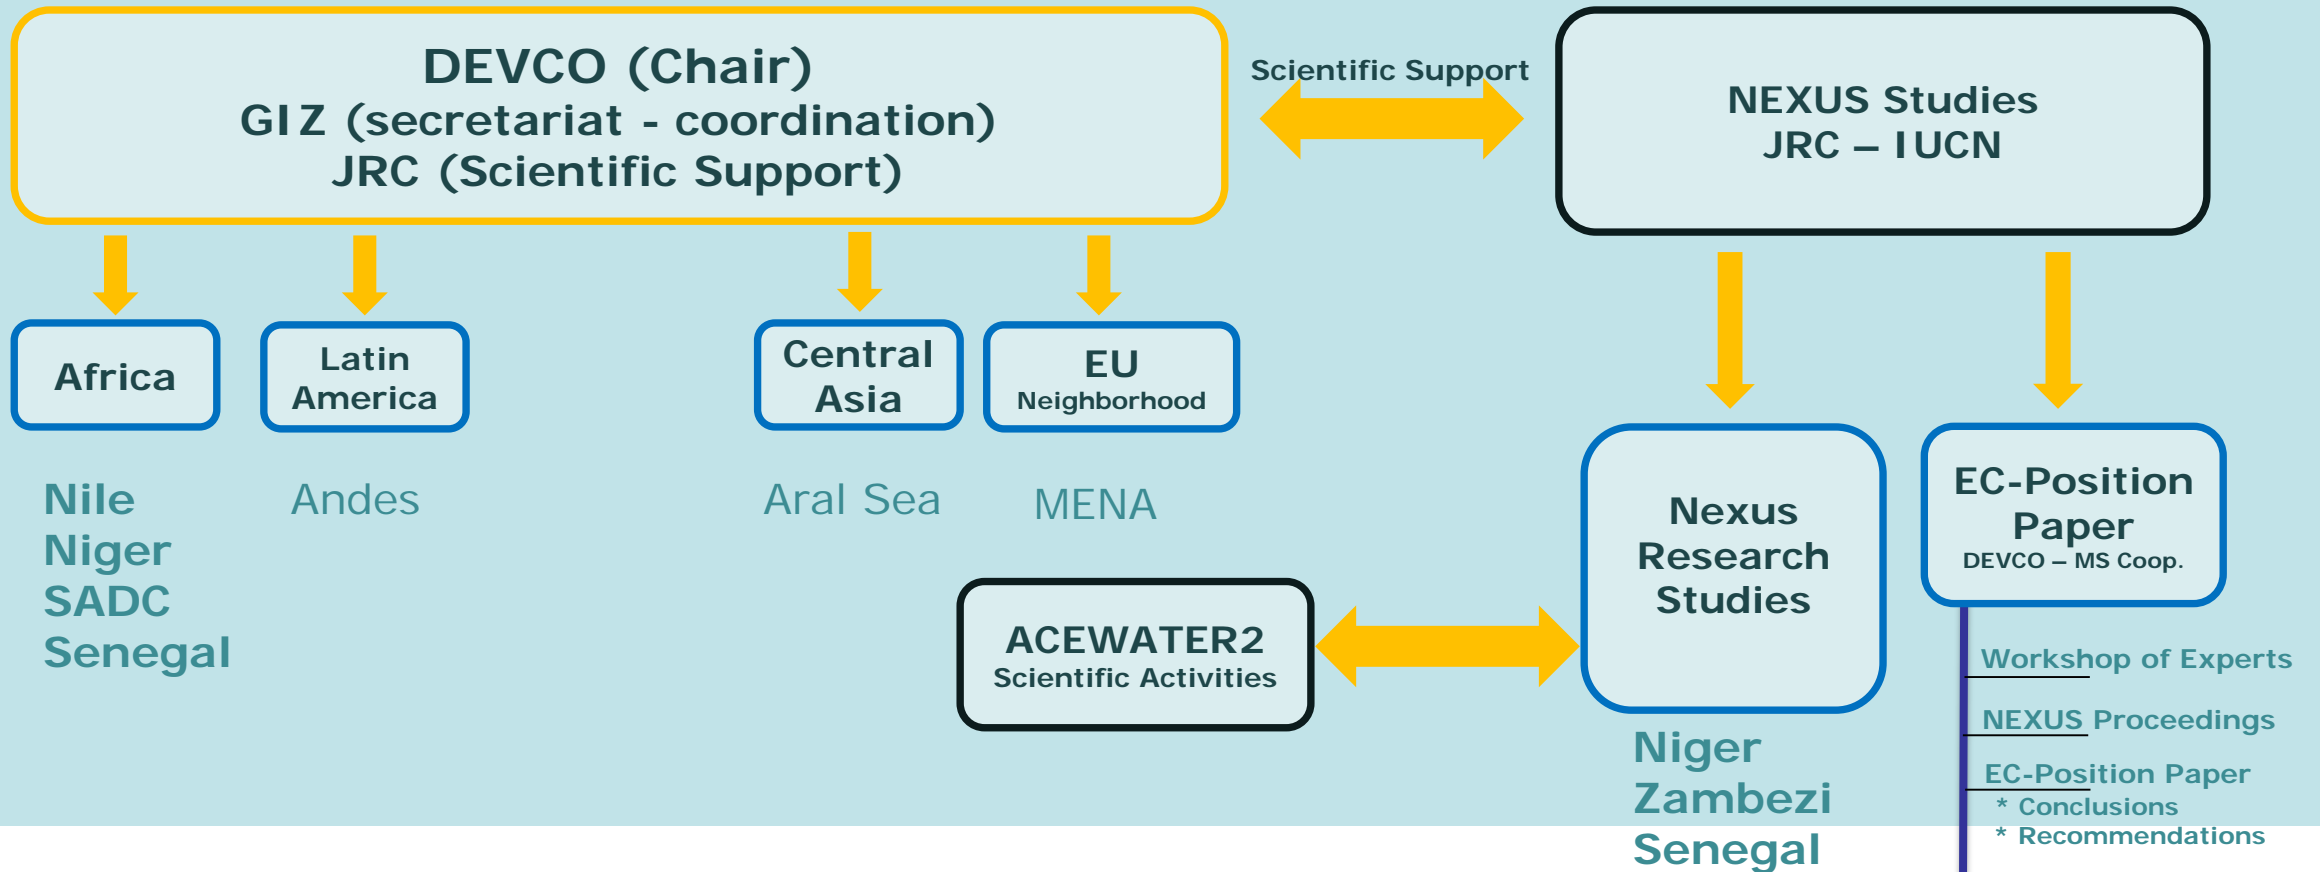 DEVCO (Chair)
GIZ (secretariat - coordination)
JRC (Scientific Support)
Scientific Support
NEXUS Studies
JRC – IUCN
Africa
Latin
America
Central
Asia
EU
Neighborhood
Nile
Niger
SADC
Senegal
Andes
Aral Sea
MENA
ACEWATER2
Scientific Activities
Nexus
Research
Studies
Niger
Zambezi
Senegal
EC-Position
Paper
DEVCO – MS Coop.
Workshop of Experts
NEXUS Proceedings
EC-Position Paper
* Conclusions
* Recommendations